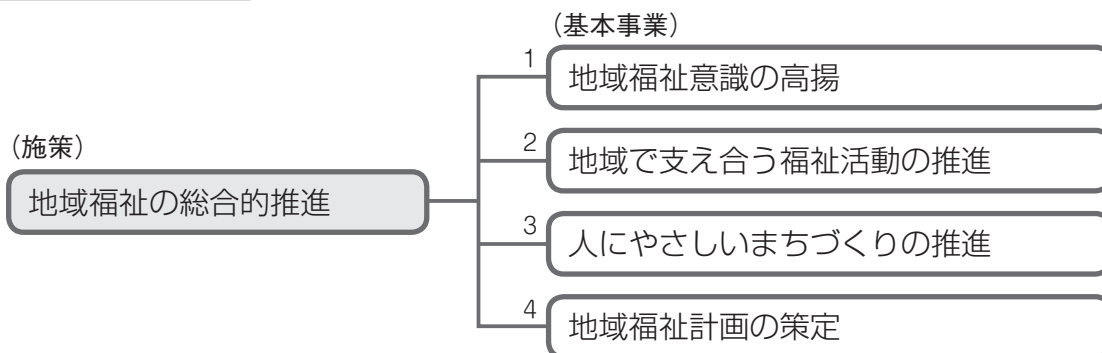 (施策)
地域福祉の総合的推進
(基本事業)
1 地域福祉意識の高揚
2 地域で支え合う福祉活動の推進
3 人にやさしいまちづくりの推進
4 地域福祉計画の策定